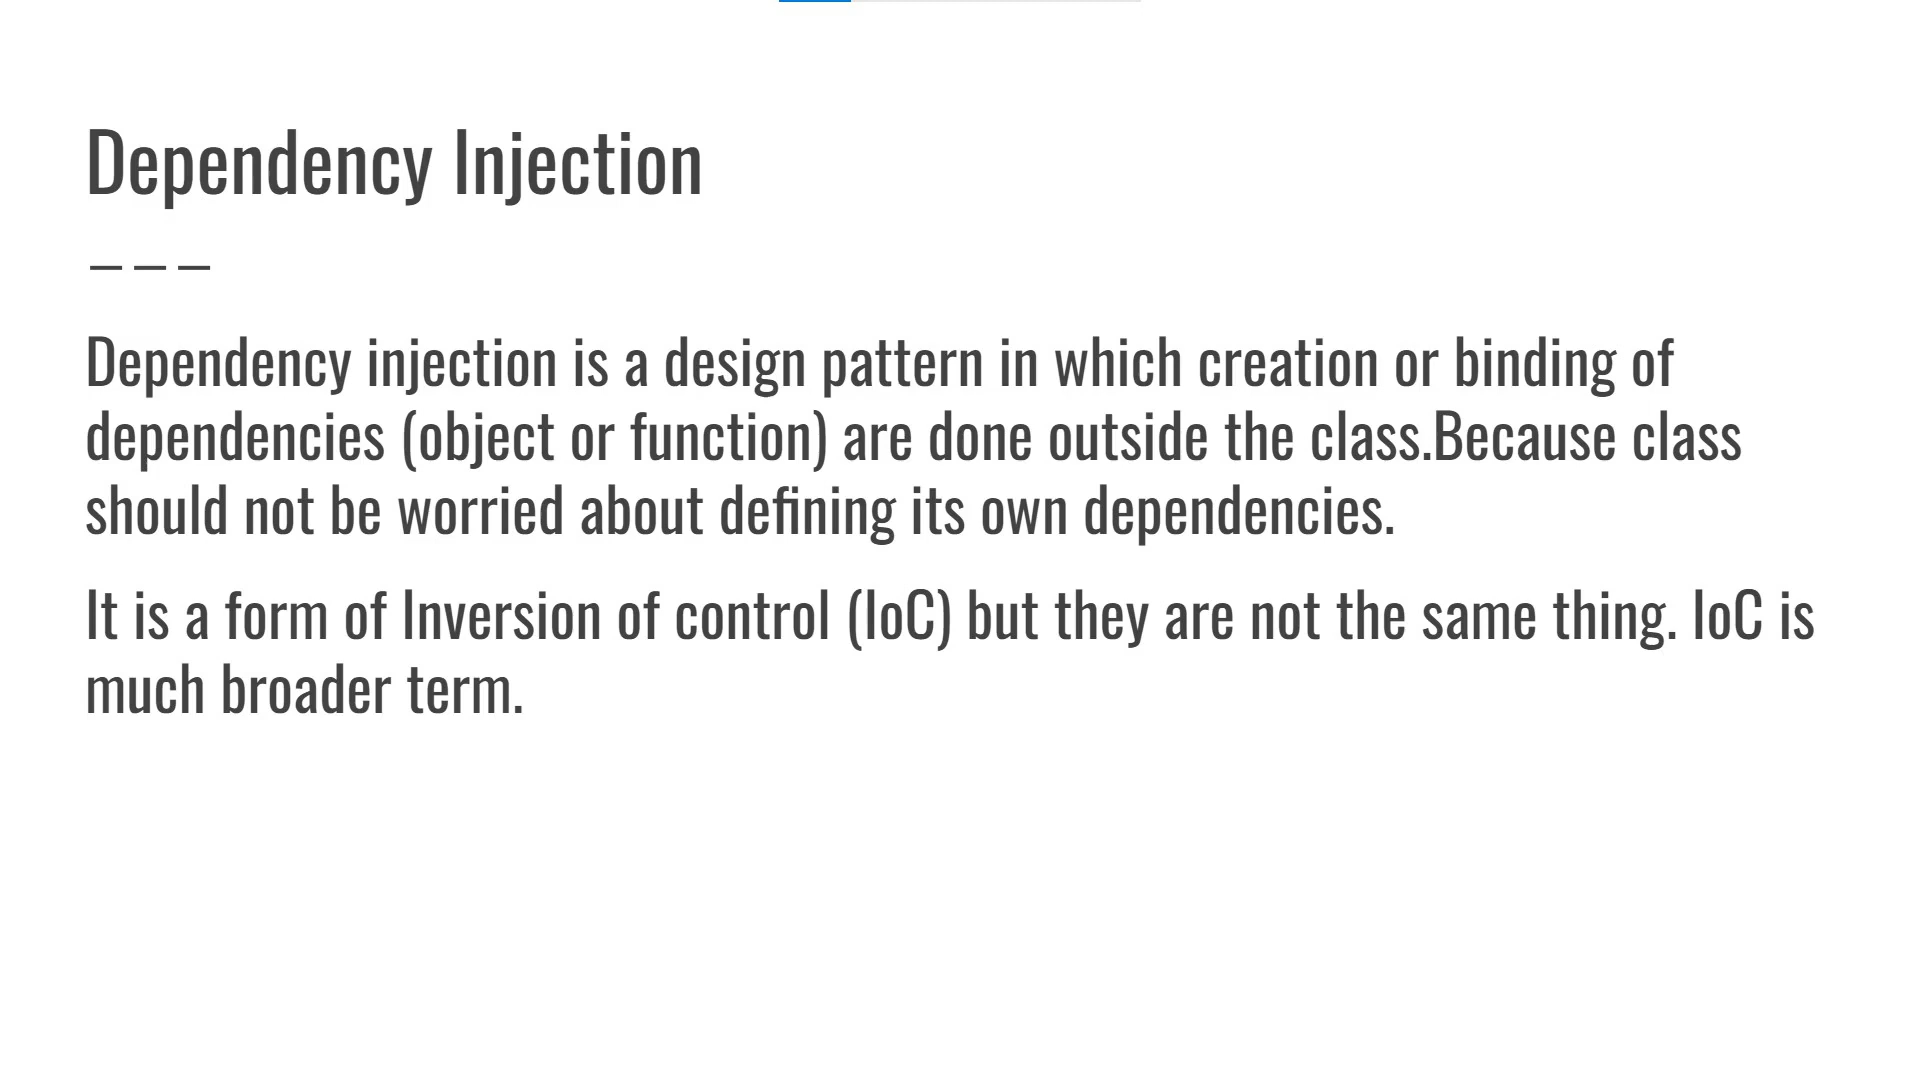 Dependency Injection
Dependency injection is a design pattern in which creation or binding of
dependencies (object or function) are done outside the class.Because class
should not be worried about defining its own dependencies.
It is a form of Inversion of control (IoC) but they are not the same thing. IoC is
much broader term.